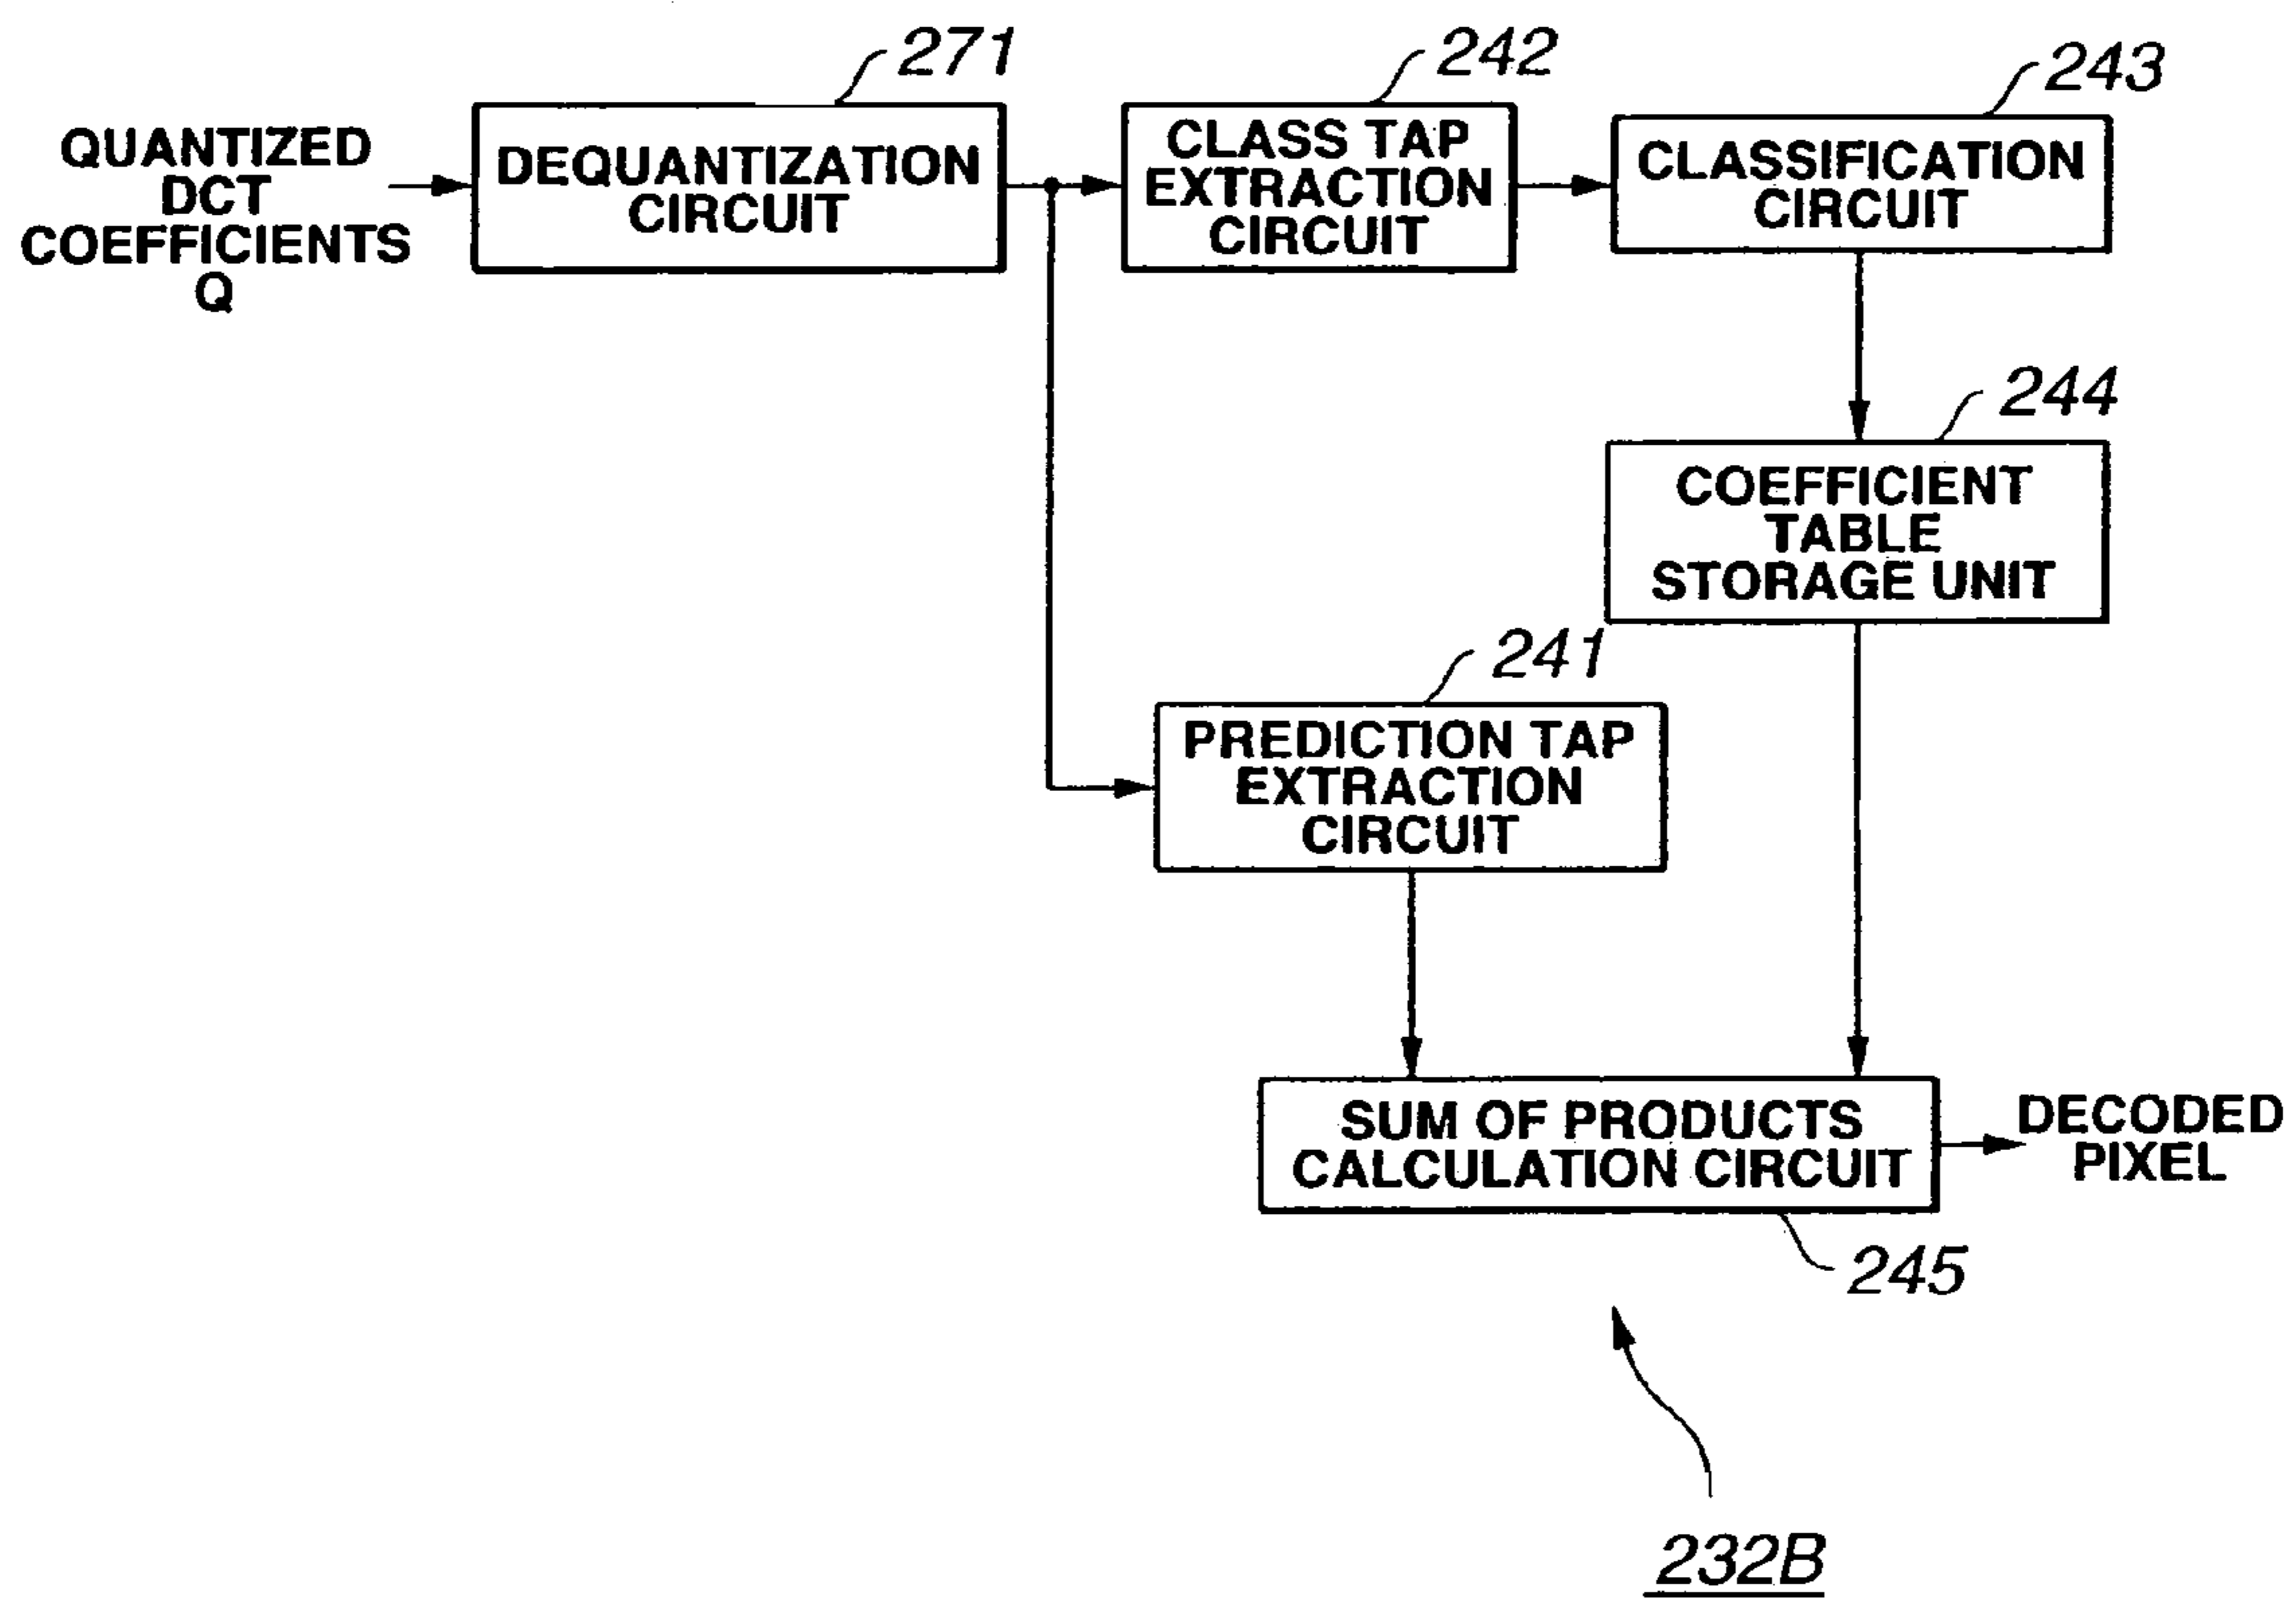 271
242
243
QUANTIZED
DCT
COEFFICIENTS
Q
DEQUANTIZATION
CIRCUIT
CLASS TAP
EXTRACTION
CIRCUIT
CLASSIFICATION
CIRCUIT
244
COEFFICIENT
TABLE
STORAGE UNIT
241
PREDICTION TAP
EXTRACTION
CIRCUIT
SUM OF PRODUCTS
CALCULATION CIRCUIT
DECODED
PIXEL
245
232B